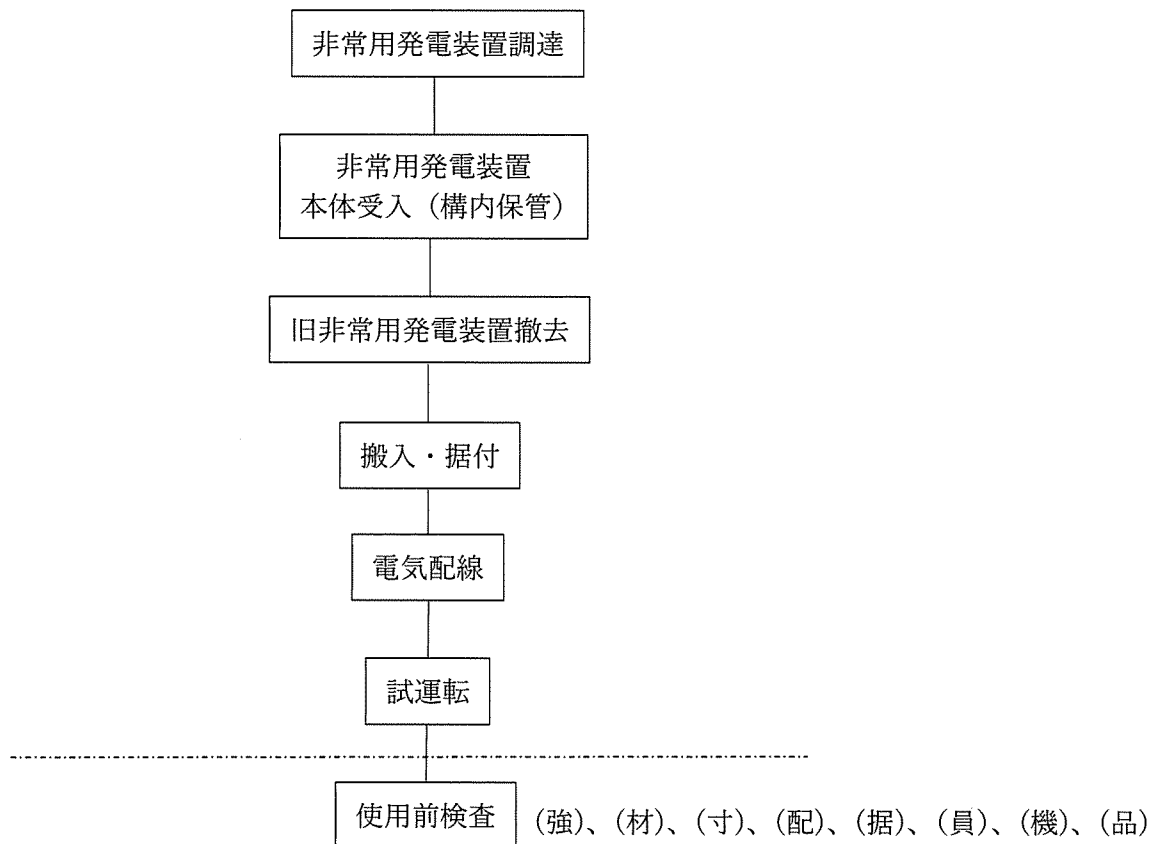 非常用発電装置調達
非常用発電装置
本体受入（構内保管）
旧非常用発電装置撤去
搬入・据付
電気配線
試運転
使用前検査 (強)、(材)、(寸)、(配)、(据)、(員)、(機)、(品)